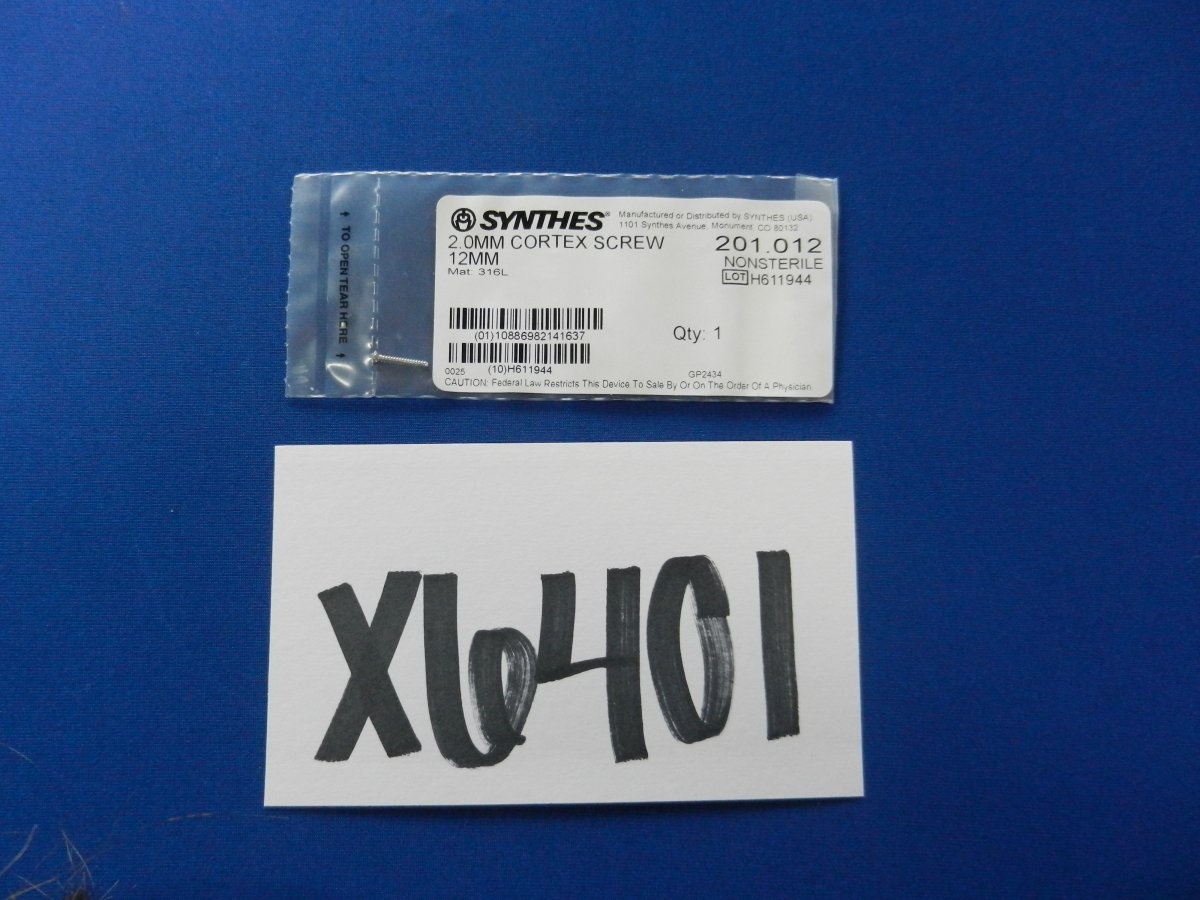 ↑ TO OPEN TEAR HERE ↑
SYNTHES®
Manufactured or Distributed by SYNTHES (USA)
1101 Synthes Avenue, Monument, CO 80132
2.0MM CORTEX SCREW
12MM
Mat: 316L
201.012
NONSTERILE
LOT H611944
(01)10886982141637
Qty: 1
(10)H611944
0025
GP2434
CAUTION: Federal Law Restricts This Device To Sale By Or On The Order Of A Physician
X6401